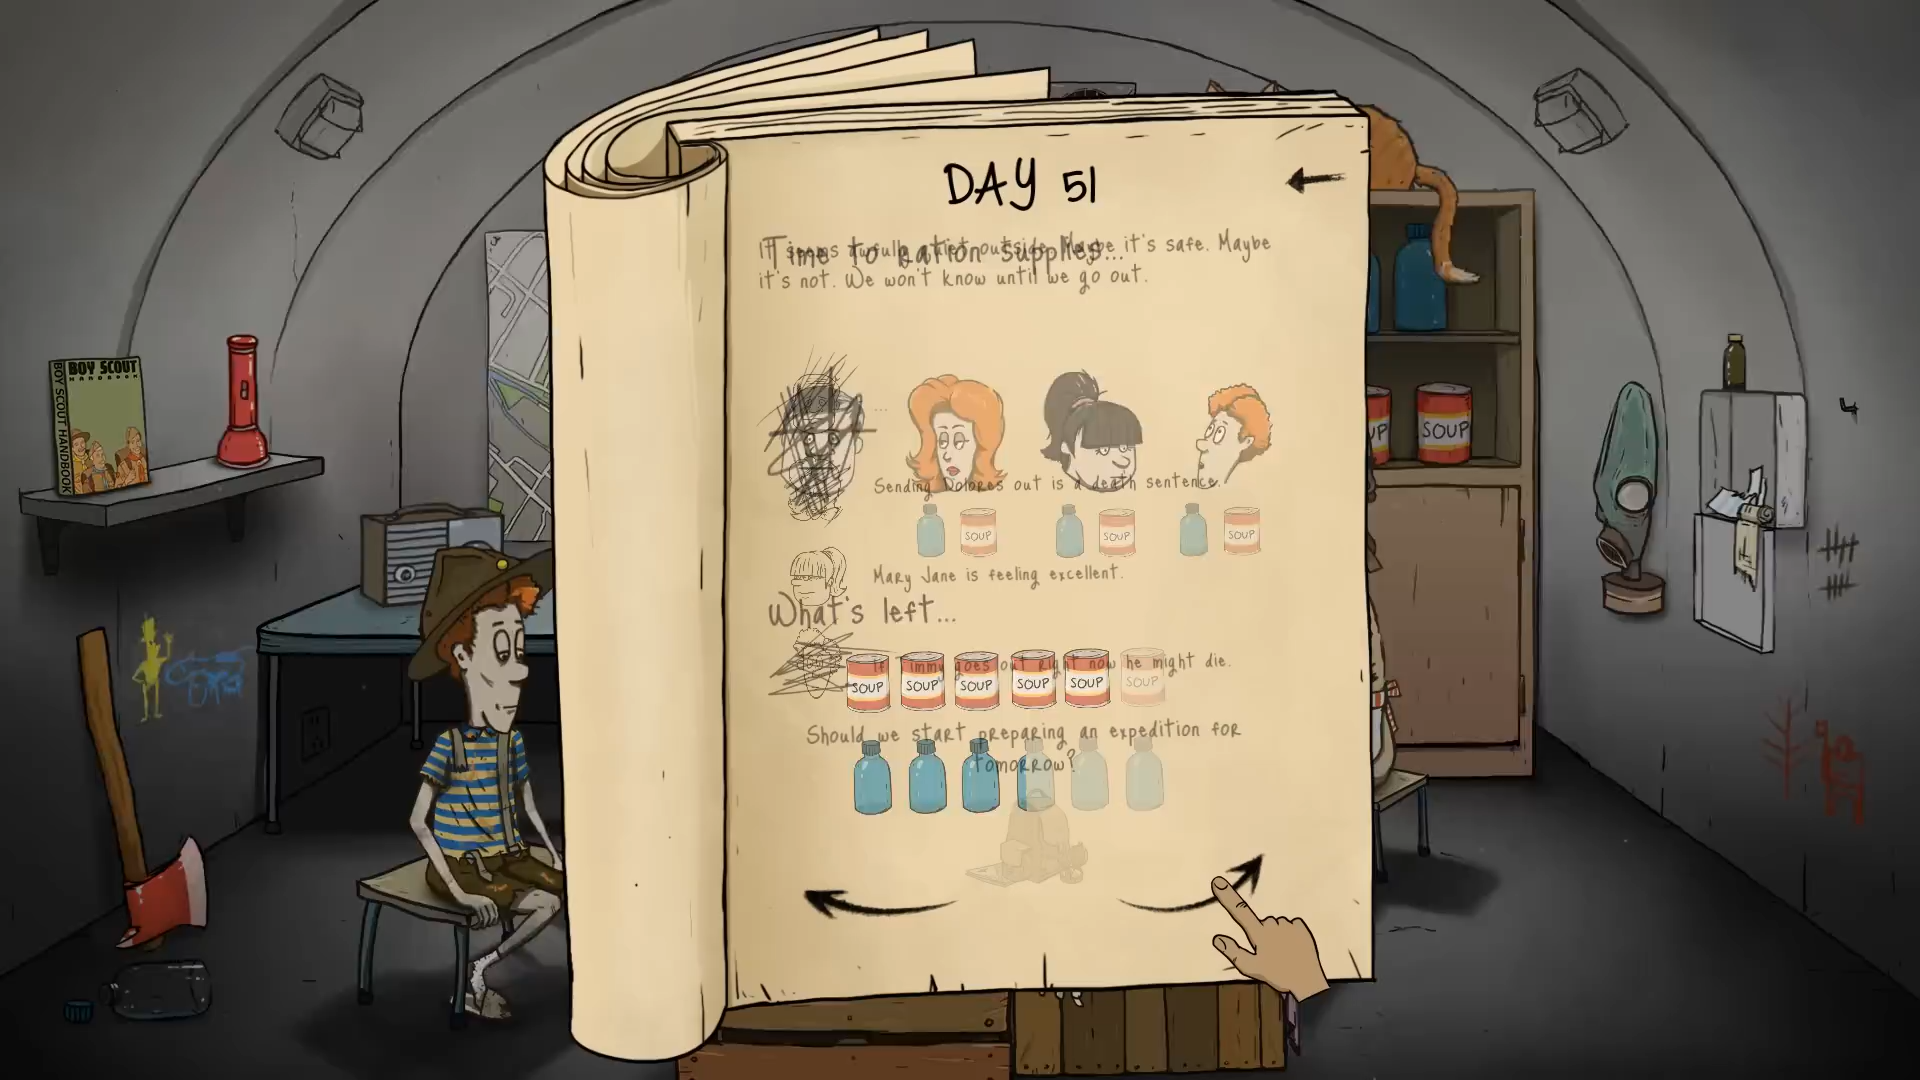 DAY 51
It seems awfully quiet outside. Maybe it's safe. Maybe
Time to ration supplies...
it's not. We won't know until we go out.
BOY SCOUT
HANDBOOK
BOY SCOUT HANDBOOK
...
SOUP
Sending Dolores out is a death sentence.
SOUP SOUP SOUP
Mary Jane is feeling excellent.
What's left...
If Timmy goes out right now he might die.
SOUP SOUP SOUP SOUP SOUP SOUP
Should we start preparing an expedition for
tomorrow?